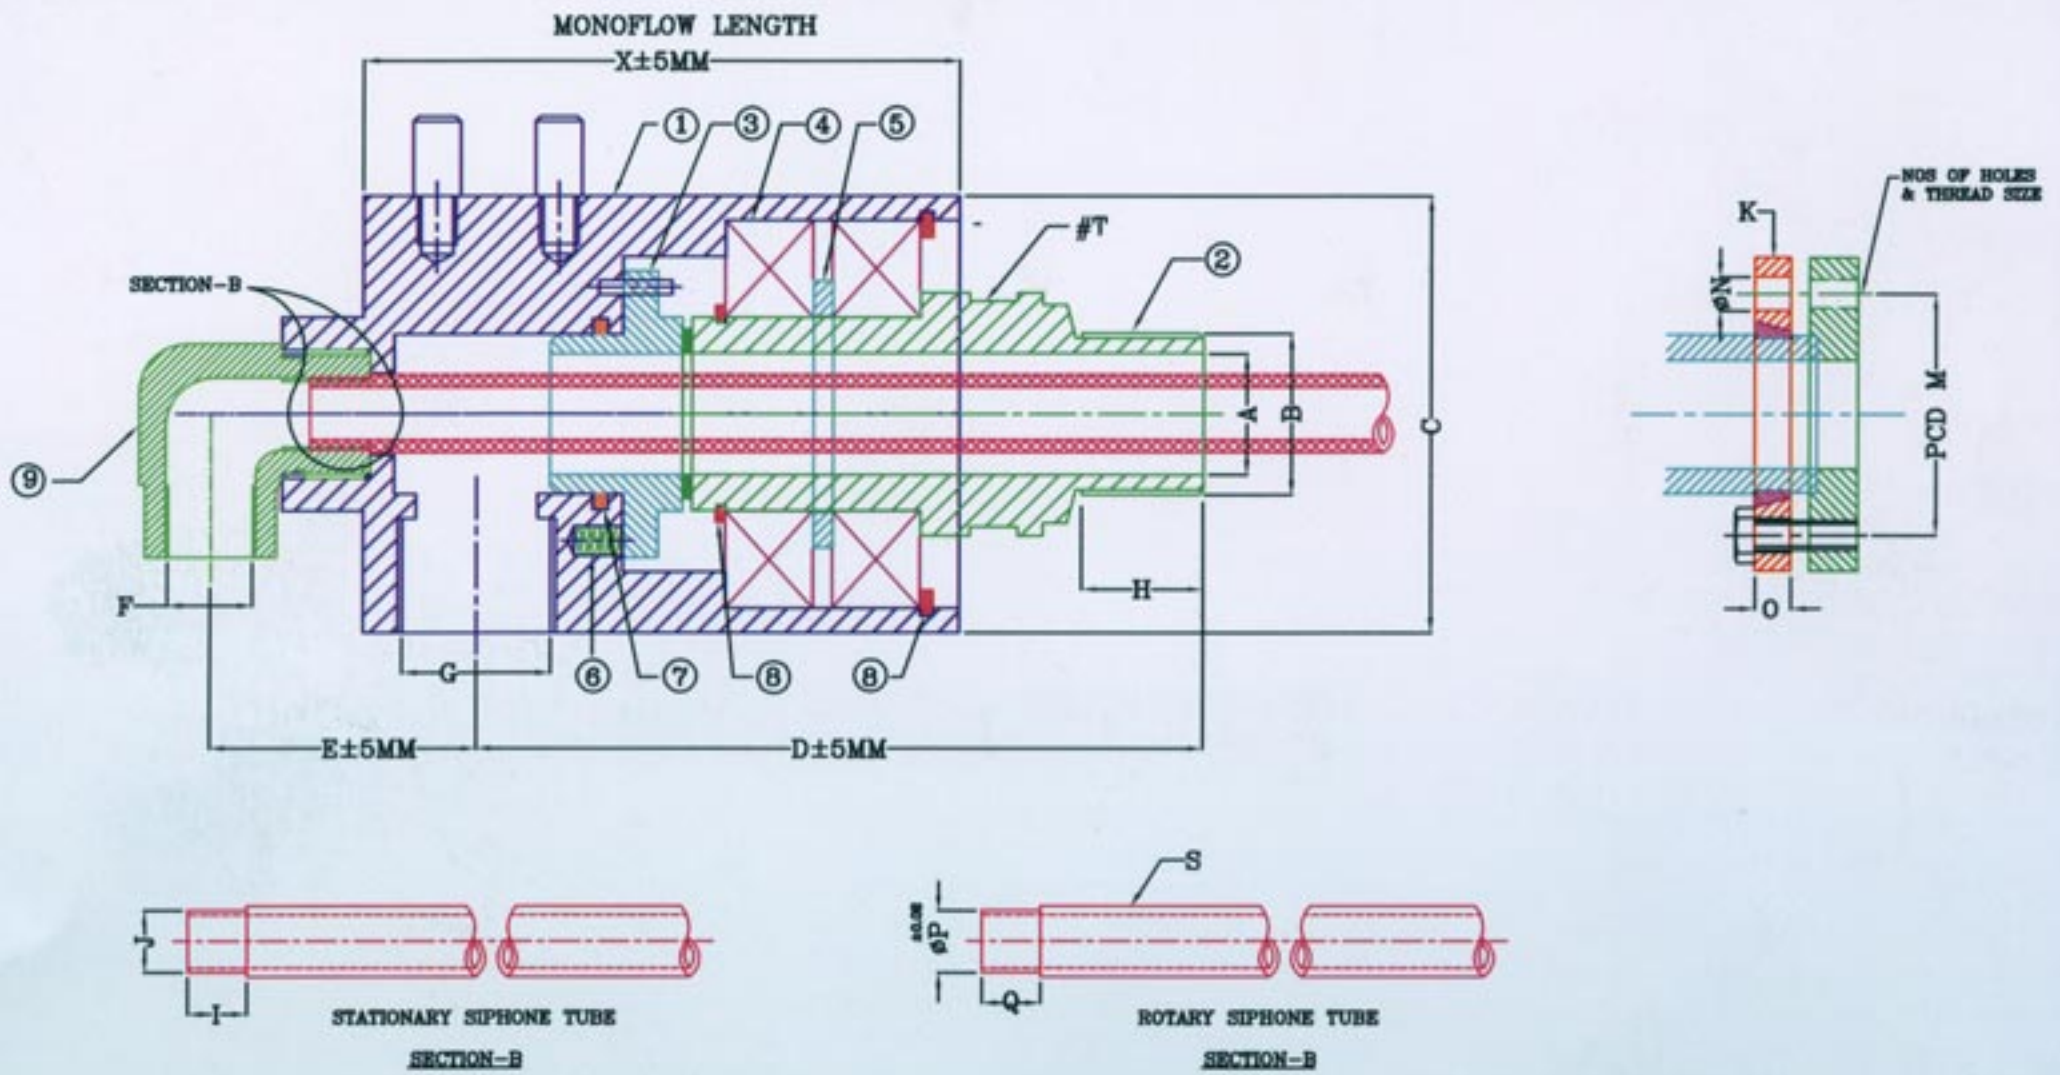 MONOFLOW LENGTH
X±5MM
① ③ ④ ⑤
#T
②
SECTION-B
⑨
A
B
C
F
G
H
⑥ ⑦ ⑧ ⑧
E±5MM
D±5MM
NOS OF HOLES
& THREAD SIZE
K
øN
PCD M
O
J
I
STATIONARY SIPHONE TUBE
SECTION-B
S
øP
Q
ROTARY SIPHONE TUBE
SECTION-B